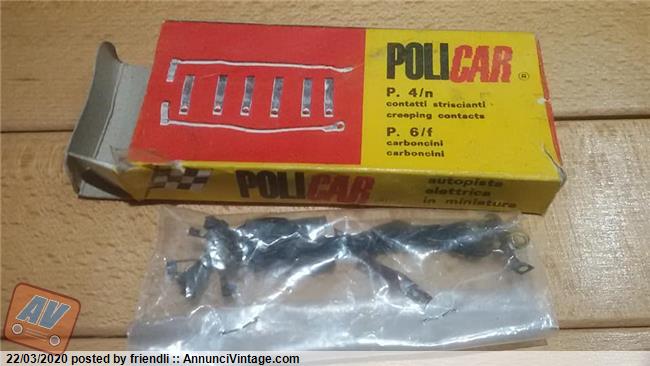 POLICAR ®
P. 4/n
contatti striscianti
creeping contacts
P. 6/f
carboncini
carboncini
POLICAR
autopista
elettrica
in miniatura
AV
22/03/2020 posted by friendli :: AnnunciVintage.com